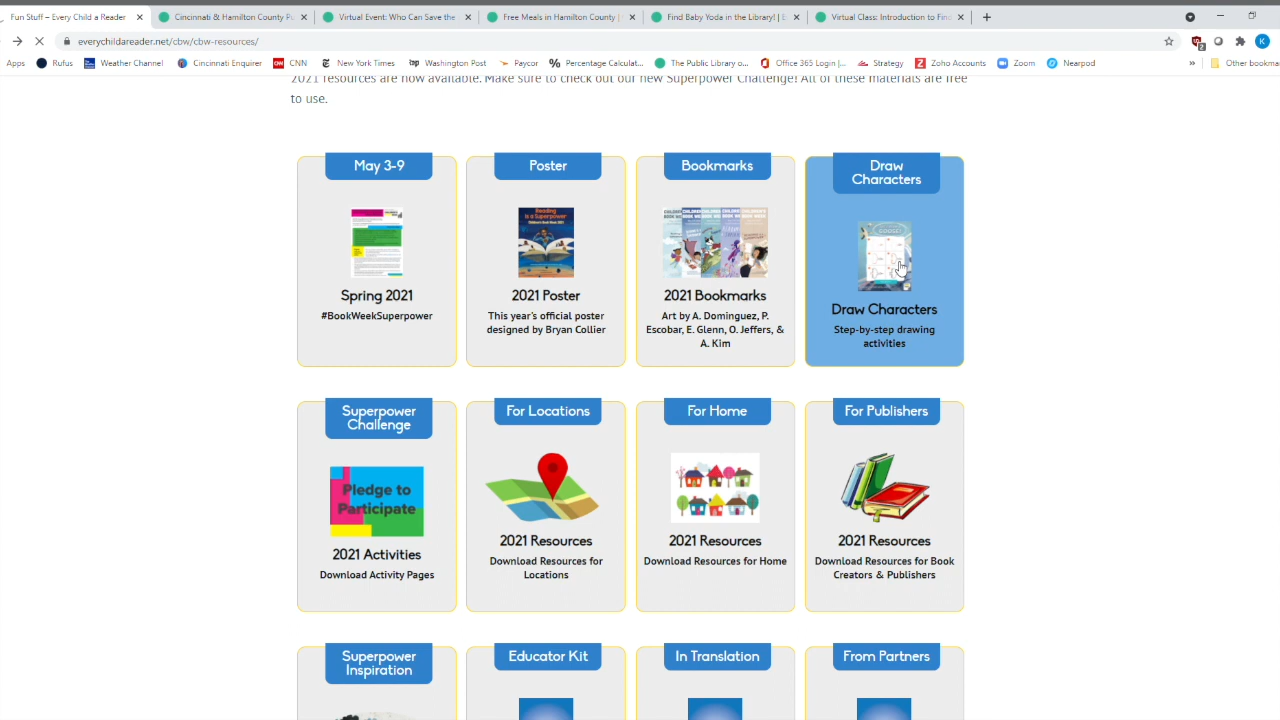 Fun Stuff – Every Child a Reader
Cincinnati & Hamilton County Pu
Virtual Event: Who Can Save the
Free Meals in Hamilton County |
Find Baby Yoda in the Library! |
Virtual Class: Introduction to Fin
everychildareader.net/cbw/cbw-resources/
Apps Rufus Weather Channel Cincinnati Enquirer CNN New York Times Washington Post Paycor Percentage Calculat... The Public Library o... Office 365 Login |... Strategy Zoho Accounts Zoom Nearpod » Other bookma
2021 resources are now available. Make sure to check out our new Superpower Challenge! All of these materials are free
to use.
May 3-9
Spring 2021
#BookWeekSuperpower
Poster
Reading
Is a Superpower
2021 Poster
This year's official poster
designed by Bryan Collier
Bookmarks
2021 Bookmarks
Art by A. Dominguez, P.
Escobar, E. Glenn, O. Jeffers, &
A. Kim
Draw
Characters
Draw Characters
Step-by-step drawing
activities
Superpower
Challenge
Pledge to
Participate
2021 Activities
Download Activity Pages
For Locations
2021 Resources
Download Resources for
Locations
For Home
2021 Resources
Download Resources for Home
For Publishers
2021 Resources
Download Resources for Book
Creators & Publishers
Superpower
Inspiration
Educator Kit
In Translation
From Partners